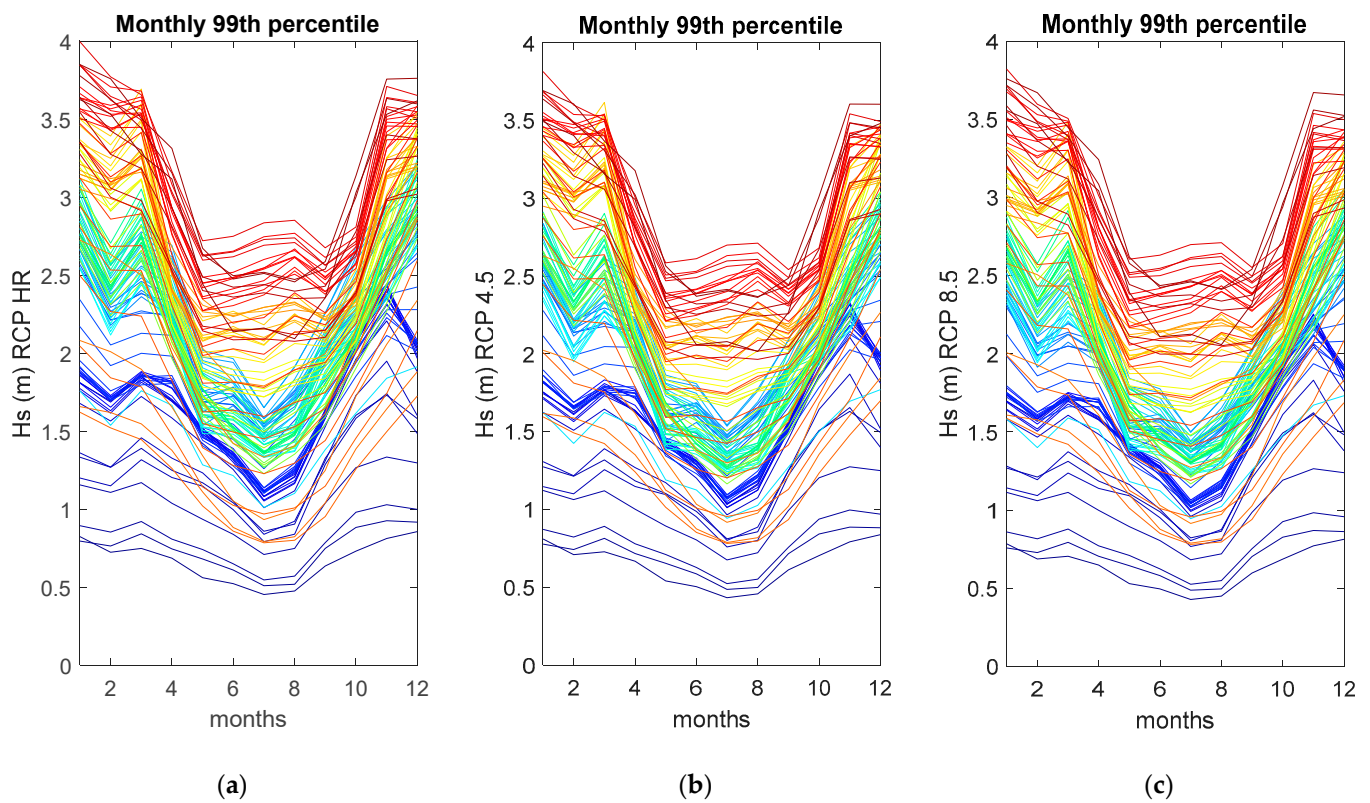 Monthly 99th percentile
4
3.5
3
2.5
2
1.5
1
0.5
0
Hs (m) RCP HR
2 4 6 8 10 12
months
(a)
Monthly 99th percentile
4
3.5
3
2.5
2
1.5
1
0.5
0
Hs (m) RCP 4.5
2 4 6 8 10 12
months
(b)
Monthly 99th percentile
4
3.5
3
2.5
2
1.5
1
0.5
0
Hs (m) RCP 8.5
2 4 6 8 10 12
months
(c)